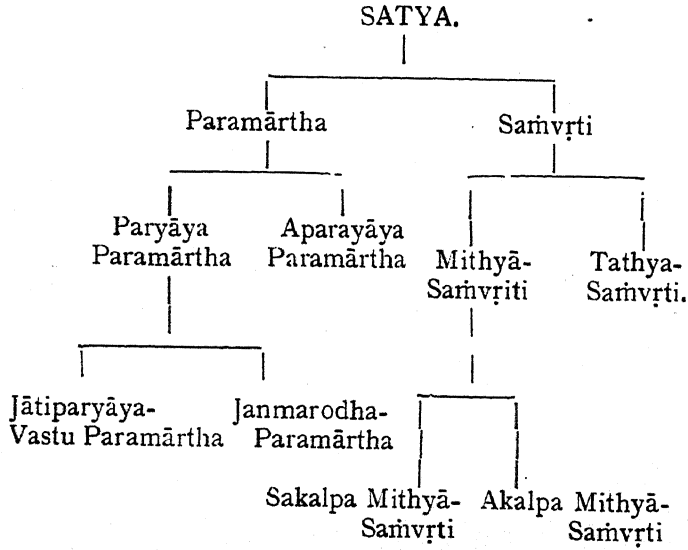 SATYA.
Paramārtha
Saṁvṛti
Paryāya
Paramārtha
Aparayāya
Paramārtha
Mithyā-
Saṁvṛiti
Tathya-
Saṁvṛti.
Jātiparyāya-
Vastu Paramārtha
Janmarodha-
Paramārtha
Sakalpa Mithyā-
Saṁvṛti
Akalpa Mithyā-
Saṁvṛti